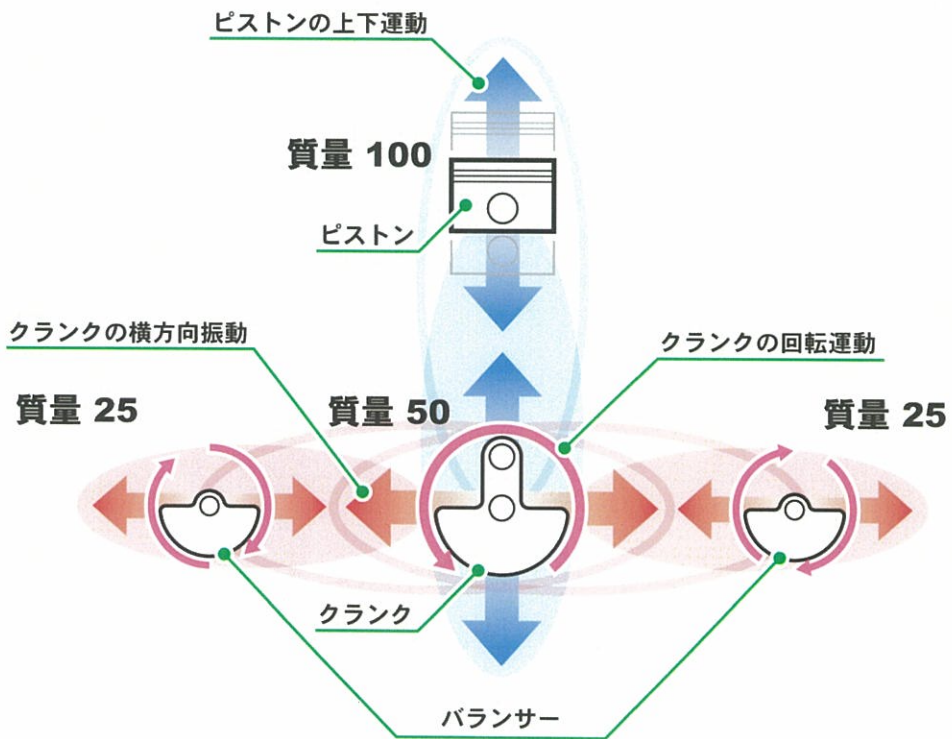 ピストンの上下運動
質量 100
ピストン
クランクの横方向振動
クランクの回転運動
質量 25
質量 50
質量 25
クランク
バランサー